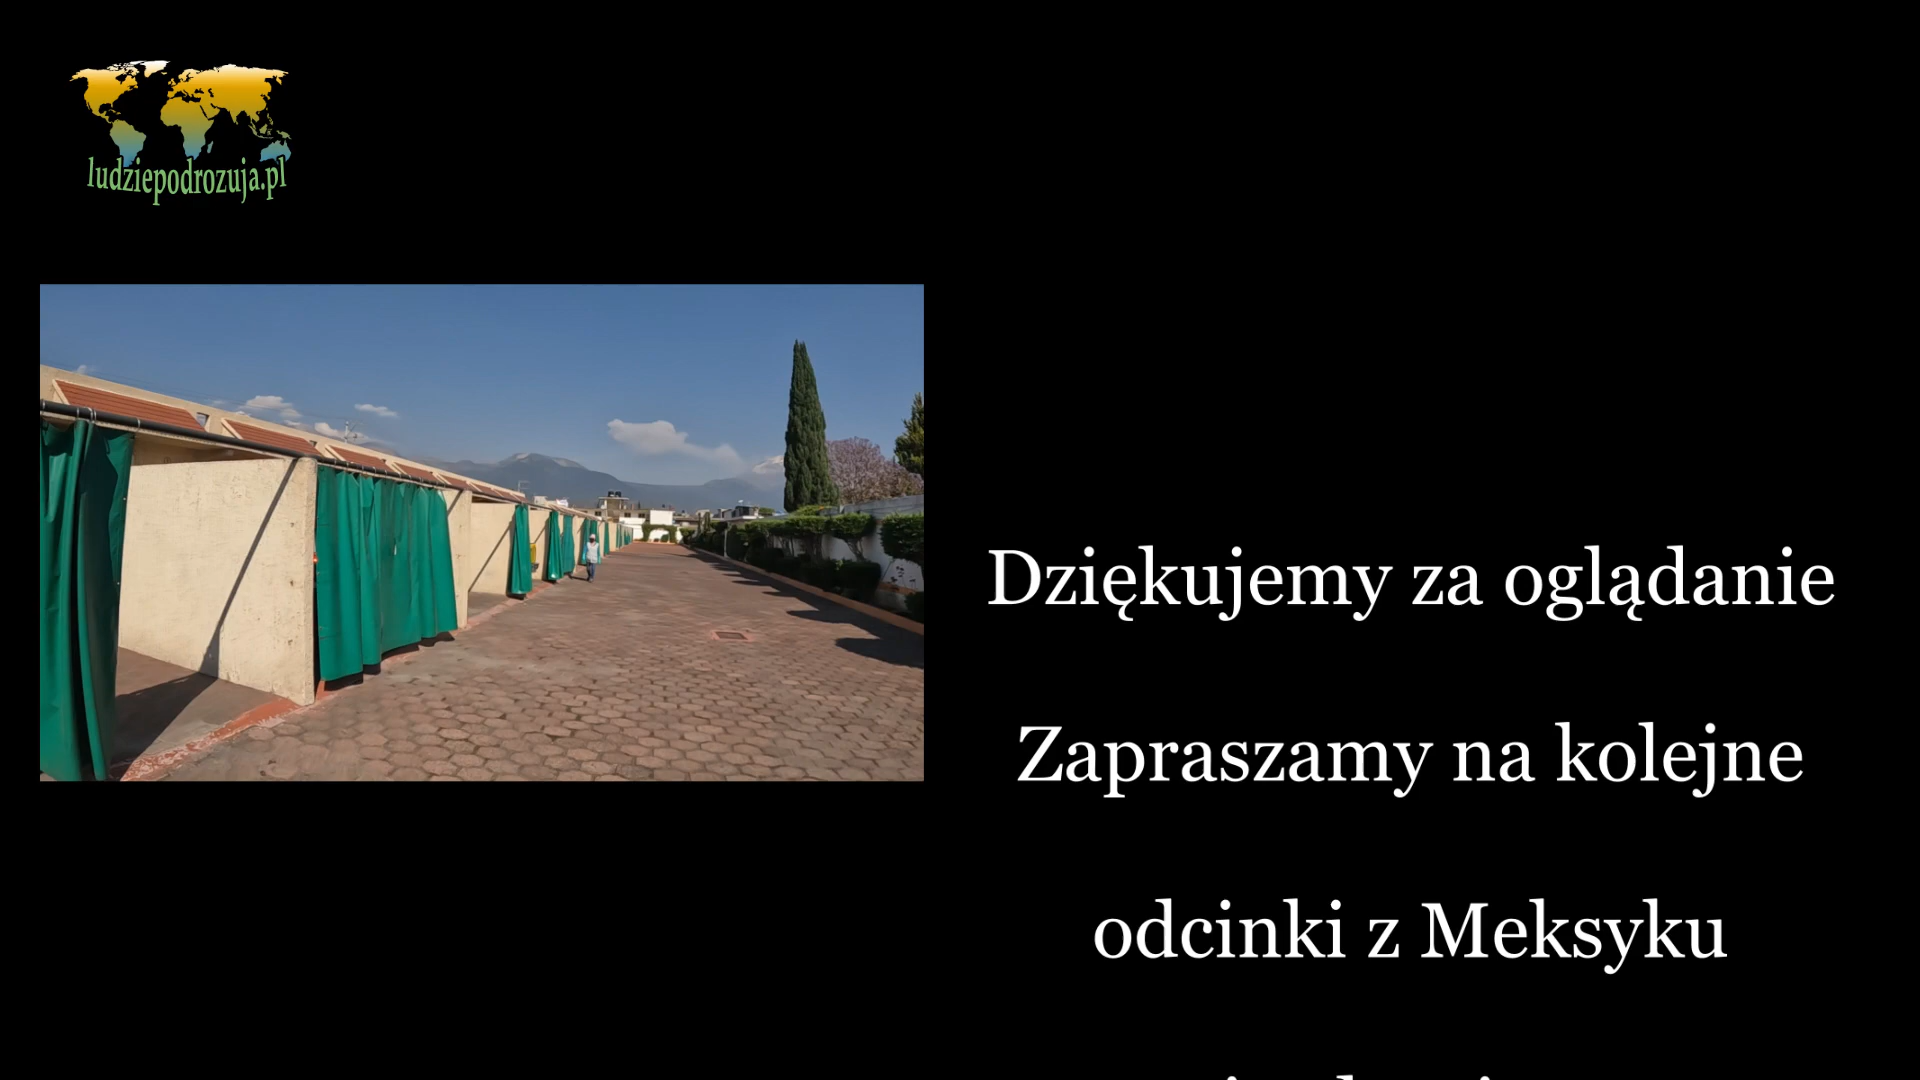 ludziepodrozuja.pl
Dziękujemy za oglądanie
Zapraszamy na kolejne
odcinki z Meksyku